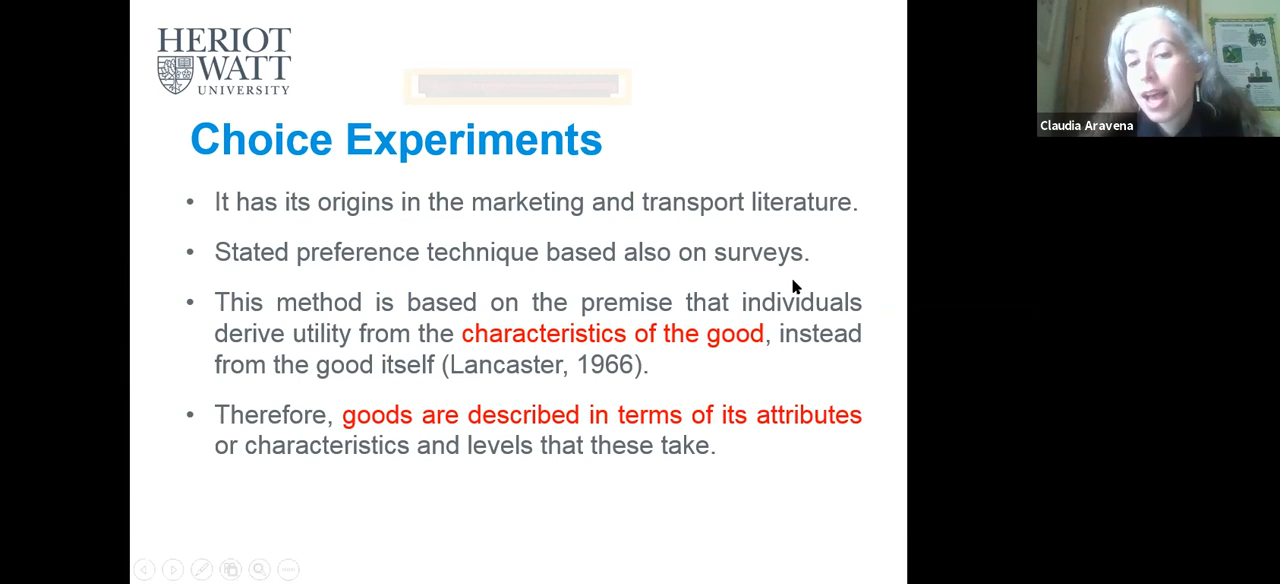 HERIOT
WATT
UNIVERSITY
Claudia Aravena
Choice Experiments
• It has its origins in the marketing and transport literature.
• Stated preference technique based also on surveys.
• This method is based on the premise that individuals
derive utility from the characteristics of the good, instead
from the good itself (Lancaster, 1966).
• Therefore, goods are described in terms of its attributes
or characteristics and levels that these take.